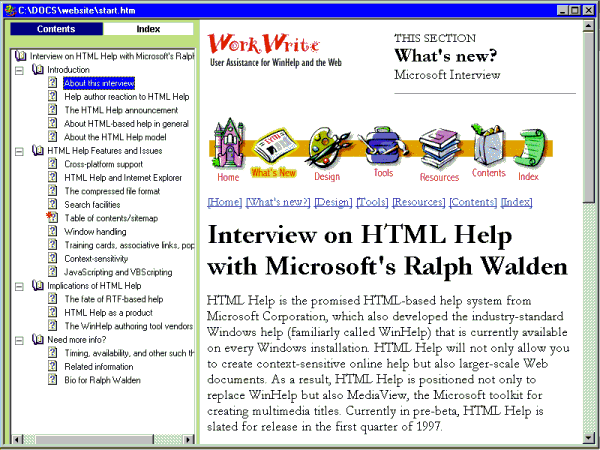 C:\DOCS\website\start.htm
Contents Index
Interview on HTML Help with Microsoft's Ralph
Introduction
About this interview
Help author reaction to HTML Help
The HTML Help announcement
About HTML-based help in general
About the HTML Help model
HTML Help Features and Issues
Cross-platform support
HTML Help and Internet Explorer
The compressed file format
Search facilities
Table of contents/sitemap
Window handling
Training cards, associative links, pop
Context-sensitivity
JavaScripting and VBScripting
Implications of HTML Help
The fate of RTF-based help
HTML Help as a product
The WinHelp authoring tool vendors
Need more info?
Timing, availability, and other such th
Related information
Bio for Ralph Walden
WorkWrite
User Assistance for WinHelp and the Web
THIS SECTION
What's new?
Microsoft Interview
Home What's New Design Tools Resources Contents Index
[Home] [What's new?] [Design] [Tools] [Resources] [Contents] [Index]
Interview on HTML Help
with Microsoft's Ralph Walden
HTML Help is the promised HTML-based help system from
Microsoft Corporation, which also developed the industry-standard
Windows help (familiarly called WinHelp) that is currently available
on every Windows installation. HTML Help will not only allow you
to create context-sensitive online help but also larger-scale Web
documents. As a result, HTML Help is positioned not only to
replace WinHelp but also MediaView, the Microsoft toolkit for
creating multimedia titles. Currently in pre-beta, HTML Help is
slated for release in the first quarter of 1997.